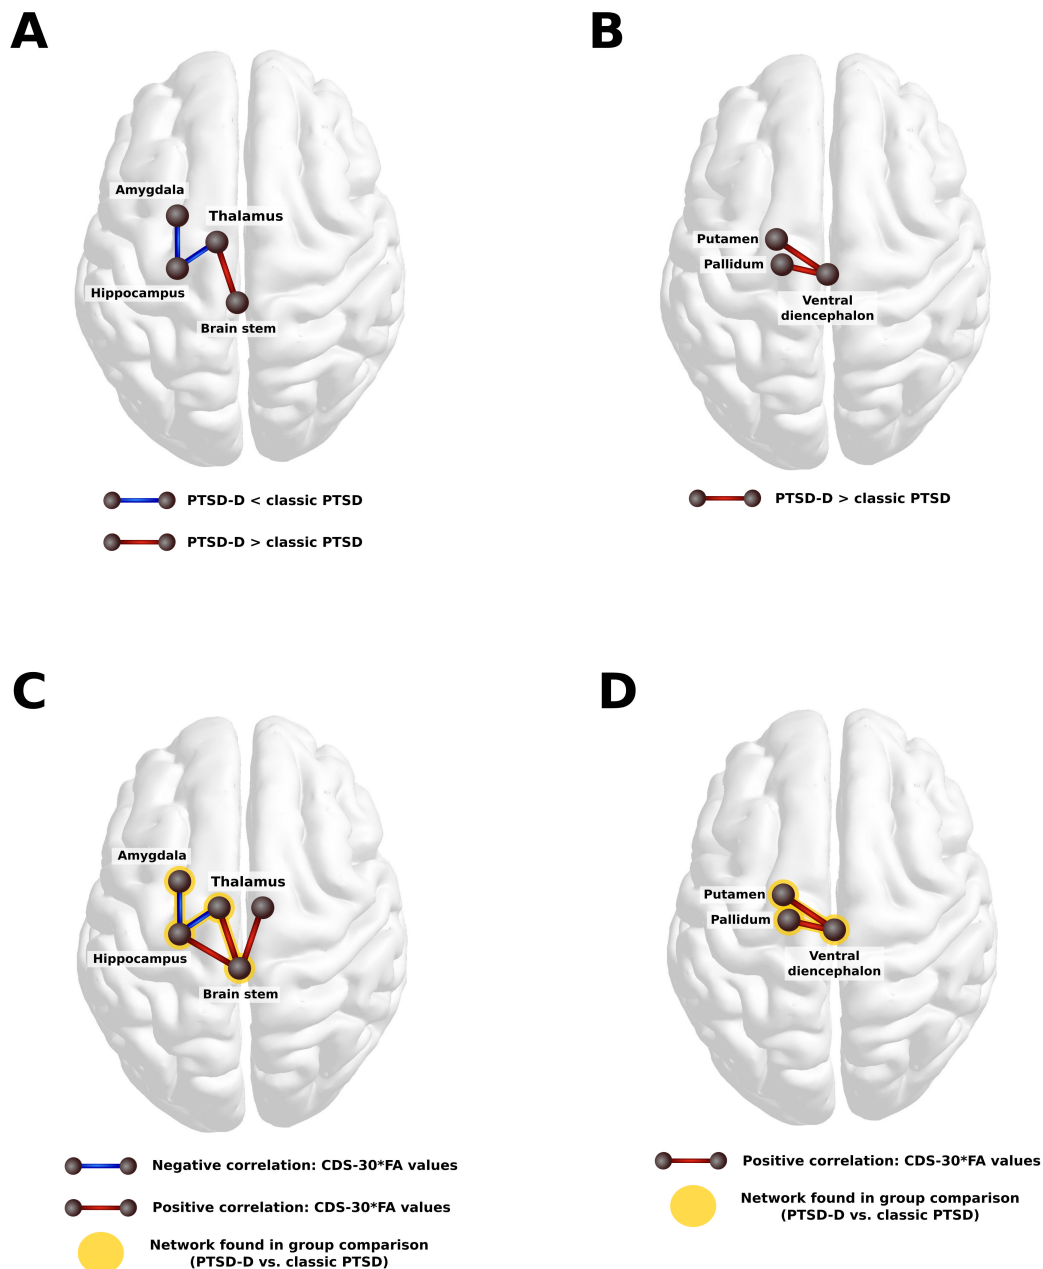 A
B
Amygdala
Thalamus
Hippocampus
Brain stem
Putamen
Pallidum
Ventral
diencephalon
PTSD-D < classic PTSD
PTSD-D > classic PTSD
PTSD-D > classic PTSD
C
D
Amygdala
Thalamus
Hippocampus
Brain stem
Putamen
Pallidum
Ventral
diencephalon
Negative correlation: CDS-30*FA values
Positive correlation: CDS-30*FA values
Network found in group comparison
(PTSD-D vs. classic PTSD)
Positive correlation: CDS-30*FA values
Network found in group comparison
(PTSD-D vs. classic PTSD)